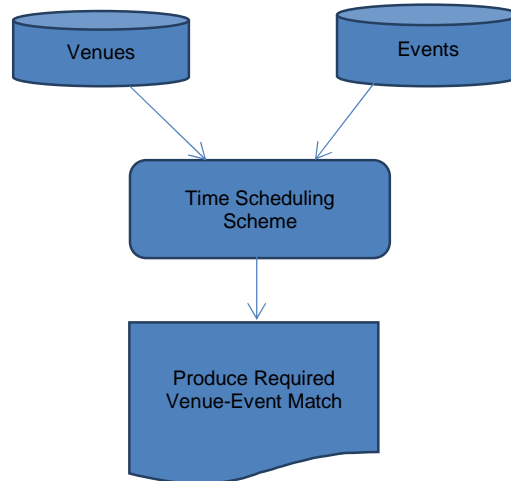 Venues
Events
Time Scheduling
Scheme
Produce Required
Venue-Event Match